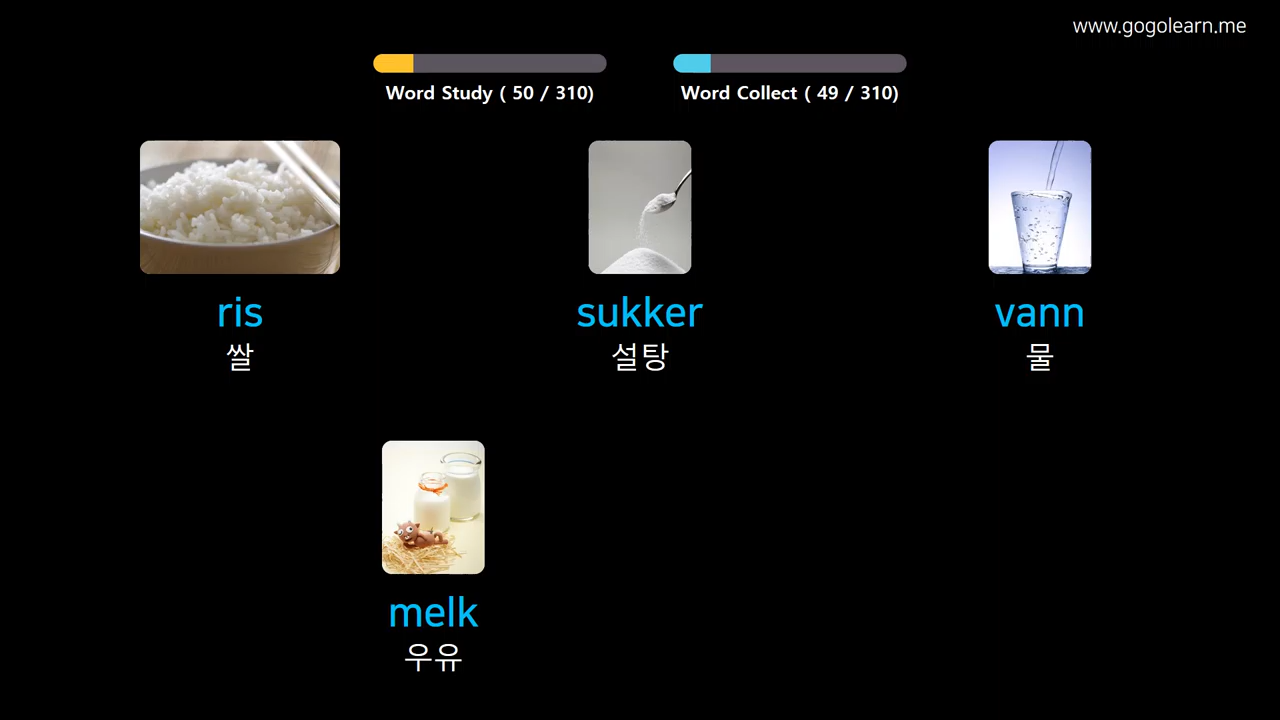 www.gogolearn.me
Word Study ( 50 / 310)
Word Collect ( 49 / 310)
ris
쌀
sukker
설탕
vann
물
melk
우유